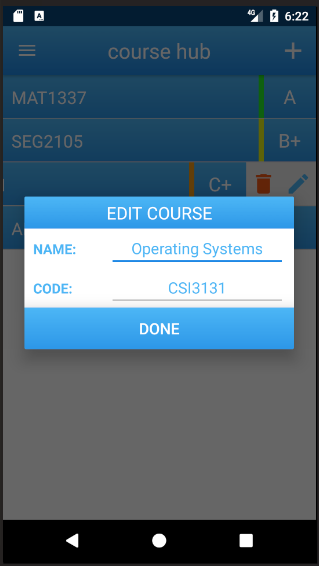 4G 6:22
course hub +
MAT1337 A
SEG2105 B+
C+
A
EDIT COURSE
NAME: Operating Systems
CODE: CSI3131
DONE